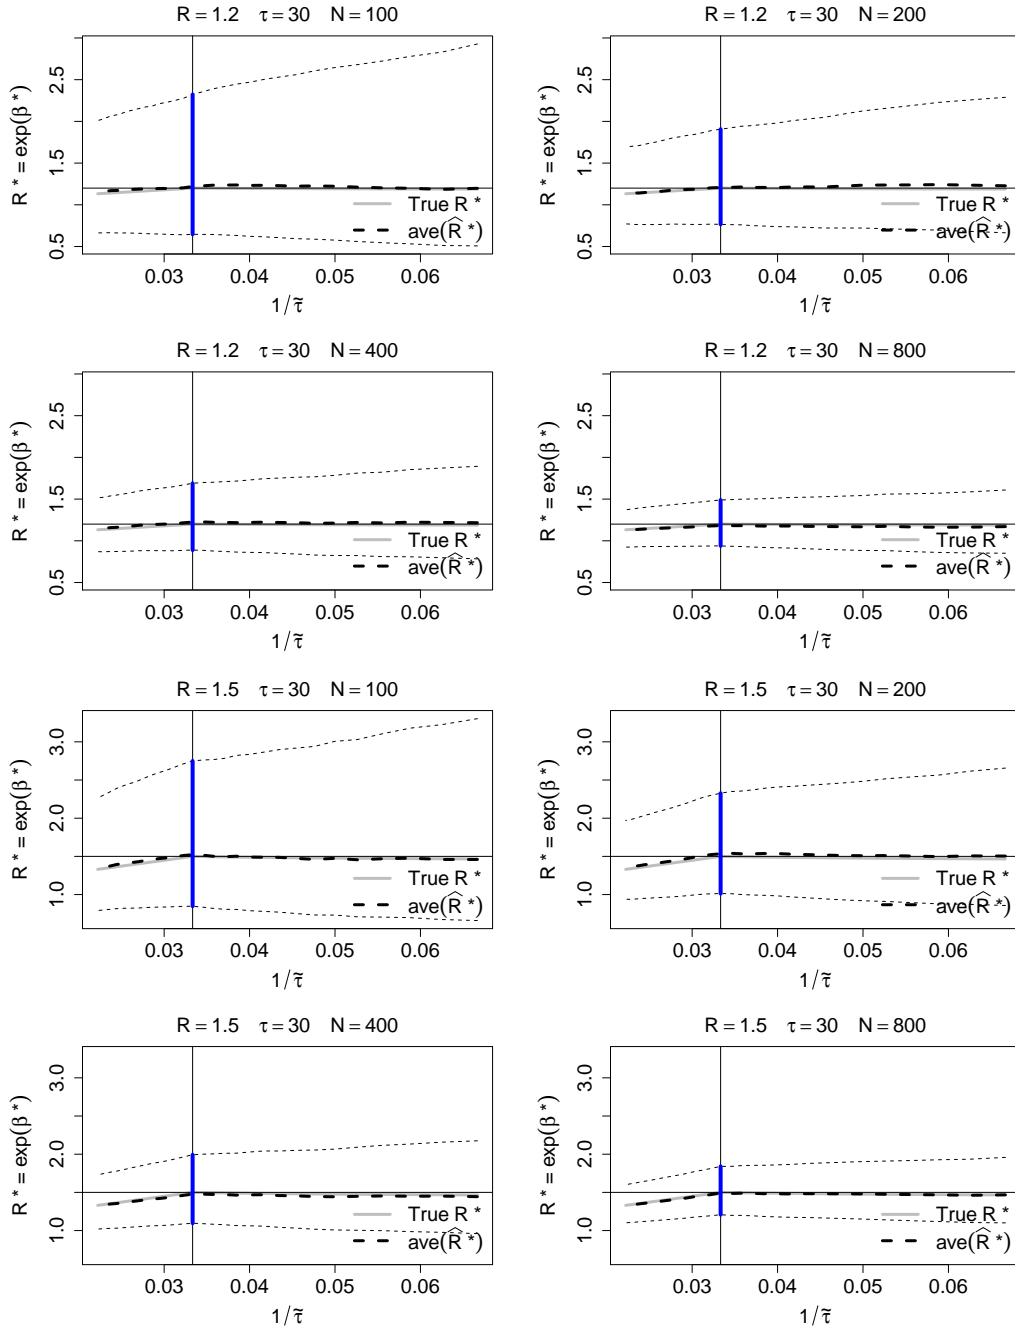 R = 1.2 τ = 30 N = 100
R * = exp(β *)
0.5 1.5 2.5
True R *
ave(R̂ *)
0.03 0.04 0.05 0.06
1/τ̃
R = 1.2 τ = 30 N = 200
R * = exp(β *)
0.5 1.5 2.5
True R *
ave(R̂ *)
0.03 0.04 0.05 0.06
1/τ̃
R = 1.2 τ = 30 N = 400
R * = exp(β *)
0.5 1.5 2.5
True R *
ave(R̂ *)
0.03 0.04 0.05 0.06
1/τ̃
R = 1.2 τ = 30 N = 800
R * = exp(β *)
0.5 1.5 2.5
True R *
ave(R̂ *)
0.03 0.04 0.05 0.06
1/τ̃
R = 1.5 τ = 30 N = 100
R * = exp(β *)
1.0 2.0 3.0
True R *
ave(R̂ *)
0.03 0.04 0.05 0.06
1/τ̃
R = 1.5 τ = 30 N = 200
R * = exp(β *)
1.0 2.0 3.0
True R *
ave(R̂ *)
0.03 0.04 0.05 0.06
1/τ̃
R = 1.5 τ = 30 N = 400
R * = exp(β *)
1.0 2.0 3.0
True R *
ave(R̂ *)
0.03 0.04 0.05 0.06
1/τ̃
R = 1.5 τ = 30 N = 800
R * = exp(β *)
1.0 2.0 3.0
True R *
ave(R̂ *)
0.03 0.04 0.05 0.06
1/τ̃